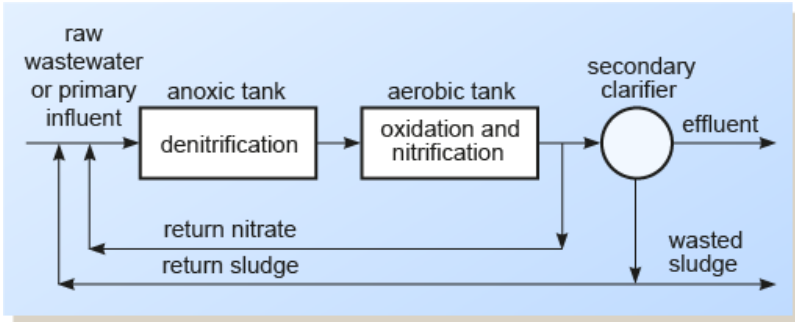 raw
wastewater
or primary
influent
anoxic tank
denitrification
aerobic tank
oxidation and
nitrification
secondary
clarifier
effluent
return nitrate
return sludge
wasted
sludge